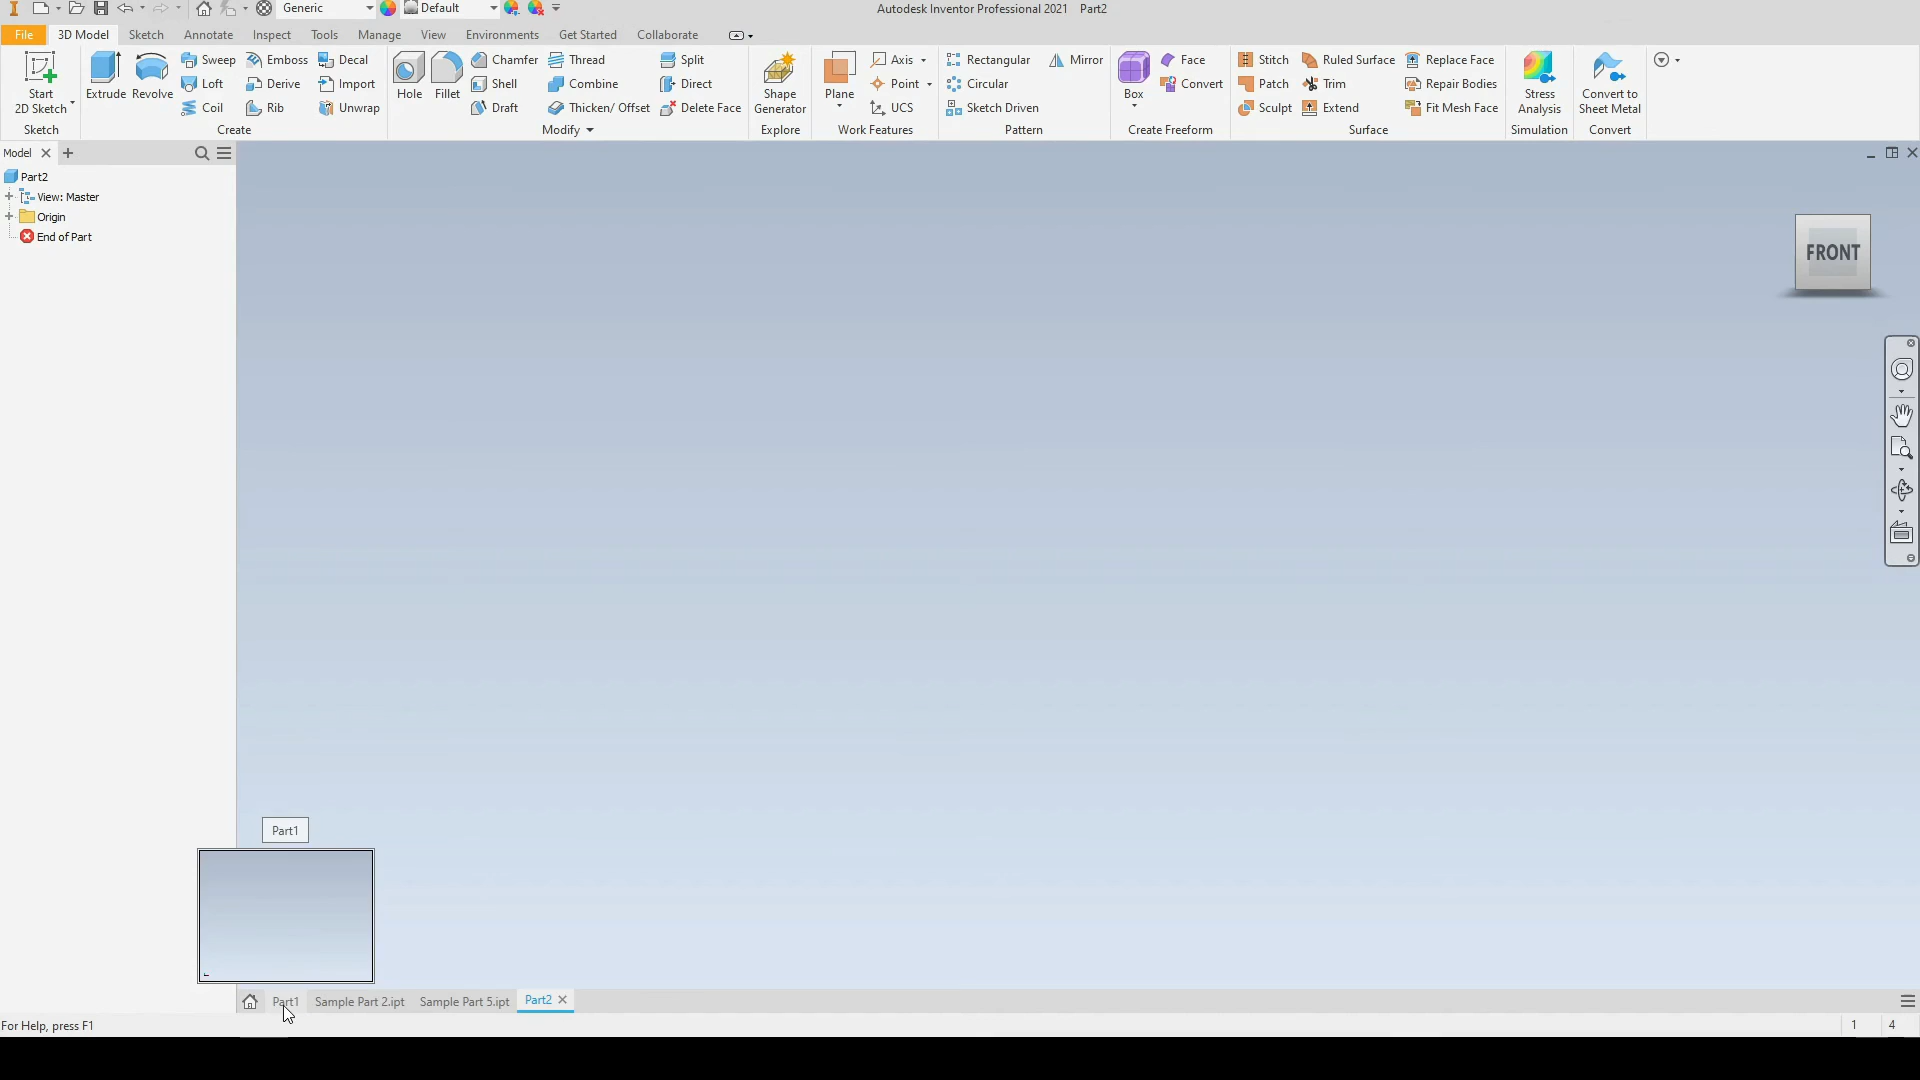 Generic Default Autodesk Inventor Professional 2021 Part2
File 3D Model Sketch Annotate Inspect Tools Manage View Environments Get Started Collaborate
Start
2D Sketch
Sketch
Extrude Revolve
Sweep Emboss Decal
Loft Derive Import
Coil Rib Unwrap
Create
Hole Fillet
Chamfer Thread Split
Shell Combine Direct
Draft Thicken/ Offset Delete Face
Modify
Shape
Generator
Explore
Plane
Axis
Point
UCS
Work Features
Rectangular Mirror
Circular
Sketch Driven
Pattern
Box
Face
Convert
Create Freeform
Stitch Ruled Surface Replace Face
Patch Trim Repair Bodies
Sculpt Extend Fit Mesh Face
Surface
Stress
Analysis
Simulation
Convert to
Sheet Metal
Convert
Model
Part2
View: Master
Origin
End of Part
FRONT
Part1
Part1 Sample Part 2.ipt Sample Part 5.ipt Part2
For Help, press F1 1 4